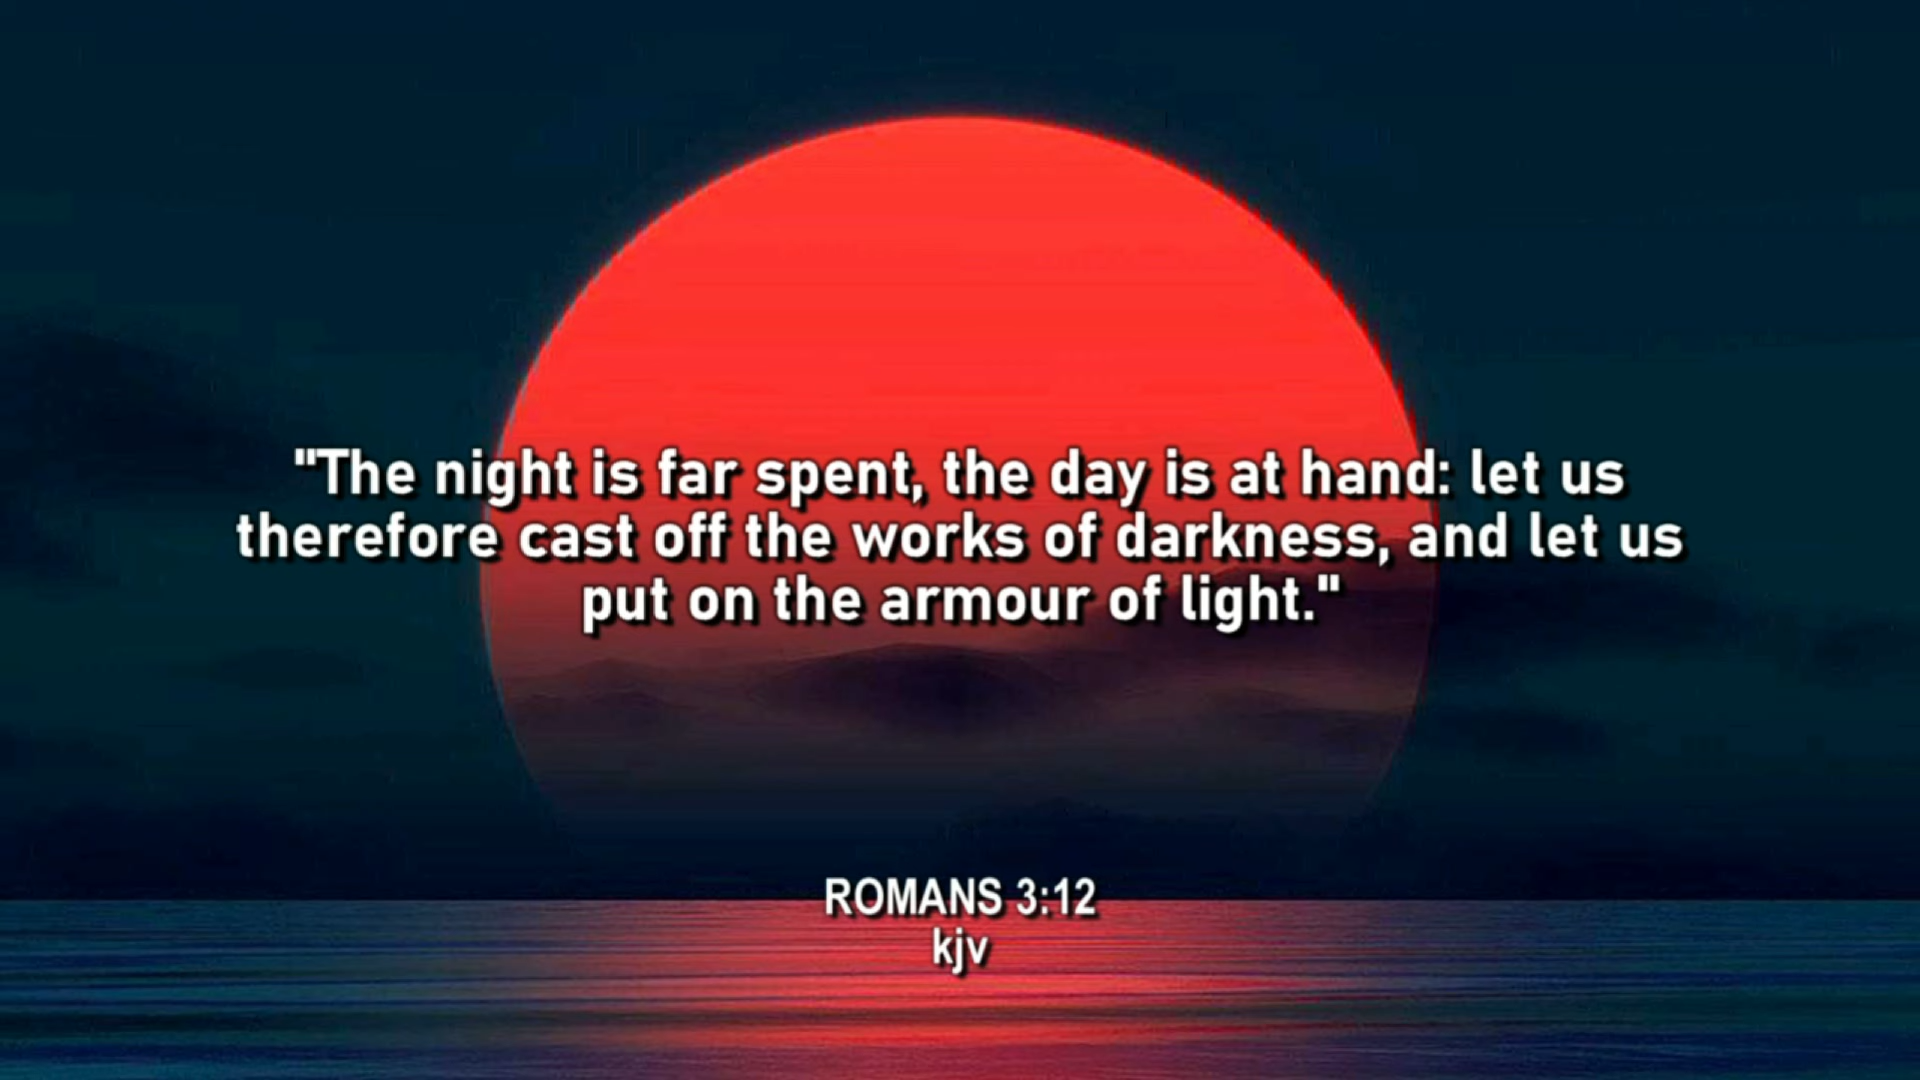 "The night is far spent, the day is at hand: let us
therefore cast off the works of darkness, and let us
put on the armour of light."
ROMANS 3:12
kjv